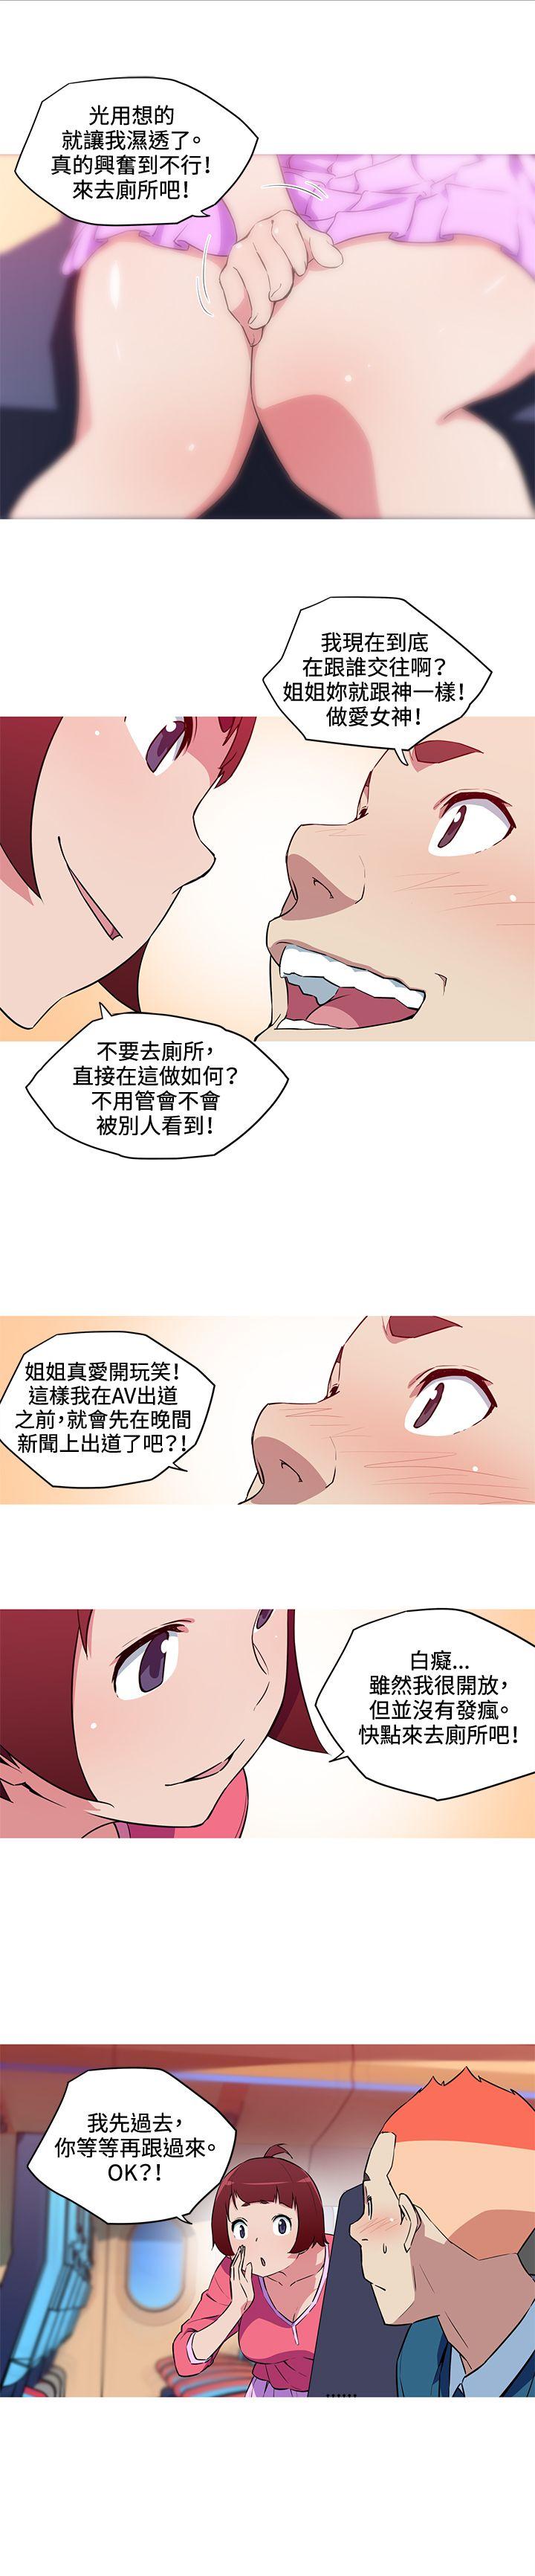 光用想的
就讓我濕透了。
真的興奮到不行！
來去廁所吧！
我現在到底
在跟誰交往啊？
姐姐妳就跟神一樣！
做愛女神！
不要去廁所，
直接在這做如何？
不用管會不會
被別人看到！
姐姐真愛開玩笑！
這樣我在AV出道
之前，就會先在晚間
新聞上出道了吧？！
白癡...
雖然我很開放，
但並沒有發瘋。
快點來去廁所吧！
我先過去，
你等等再跟過來。
OK？！